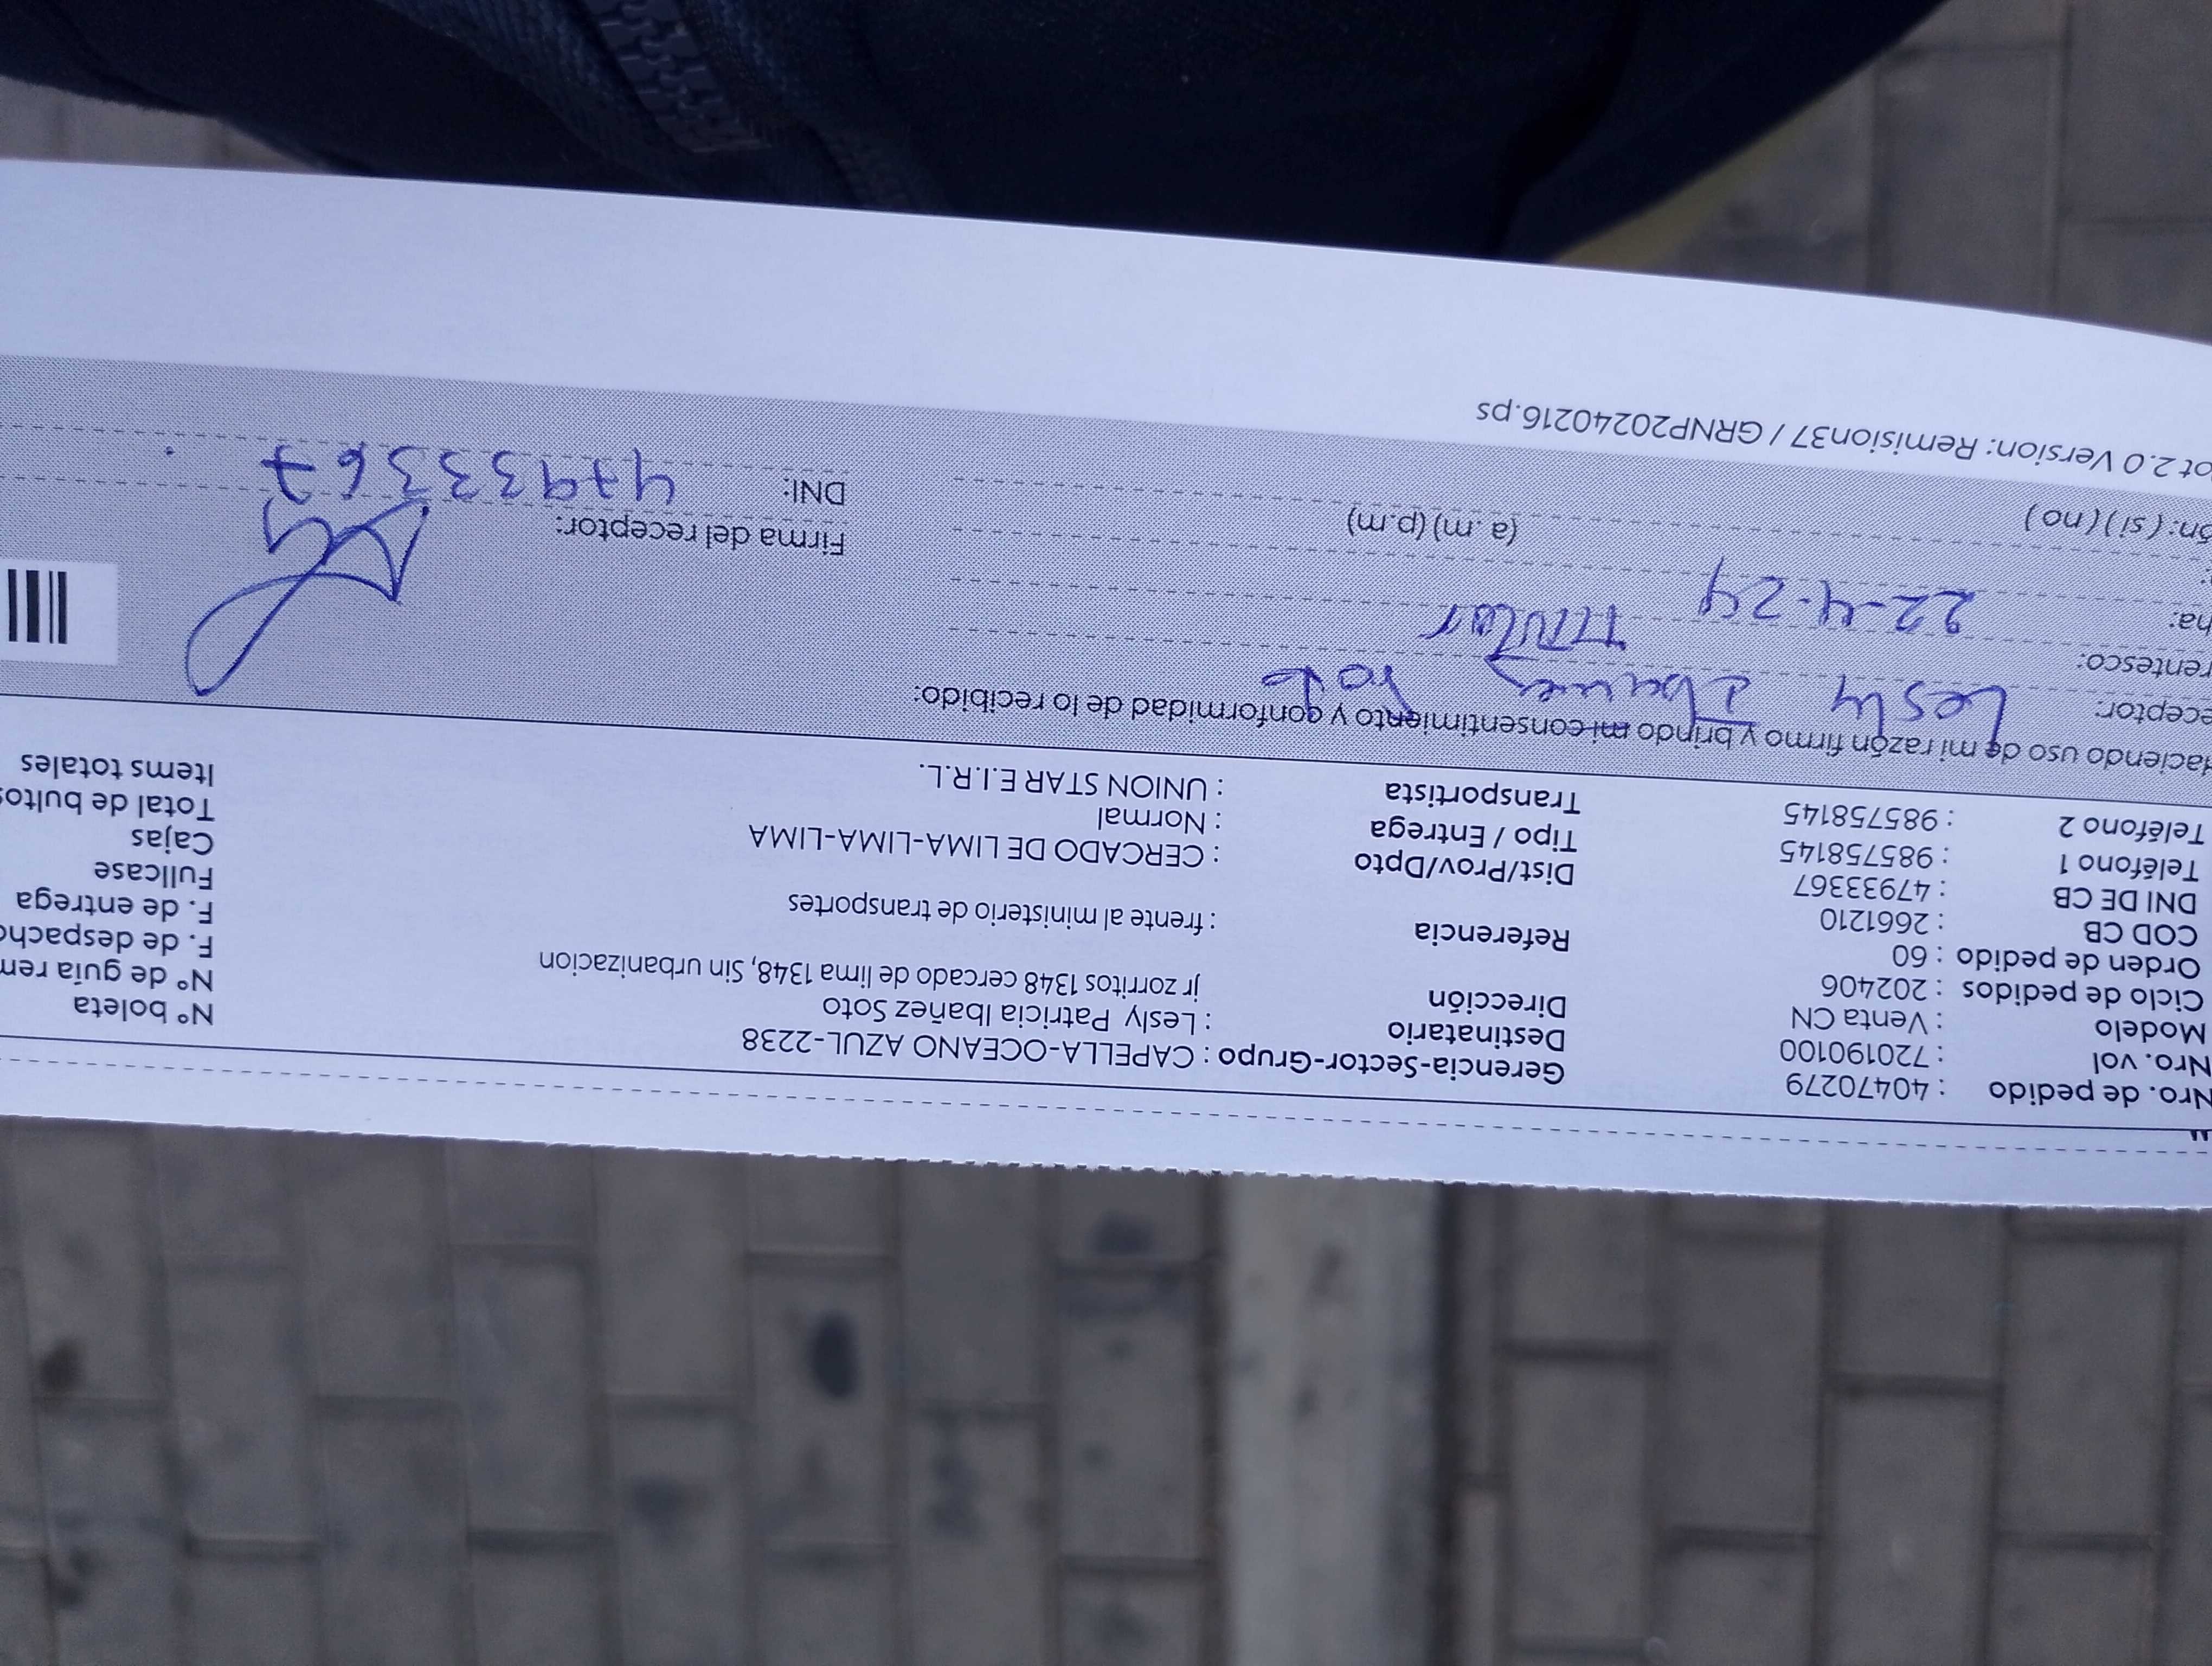 Nro. de pedido : 40470279 Gerencia-Sector-Grupo : CAPELLA-OCEANO AZUL-2238 N° boleta
Nro. vol : 720190100 Destinatario : Lesly Patricia Ibañez Soto N° de guía rem
Modelo : Venta CN Dirección jr zorritos 1348 cercado de lima 1348, Sin urbanizacion F. de despacho
Ciclo de pedidos : 202406 F. de entrega
Orden de pedido : 60 Referencia : frente al ministerio de transportes Fullcase
COD CB : 2661210 Dist/Prov/Dpto : CERCADO DE LIMA-LIMA-LIMA Cajas
DNI DE CB : 47933367 Tipo / Entrega : Normal Total de bultos
Teléfono 1 : 985758145 Transportista : UNION STAR E.I.R.L. Items totales
Teléfono 2 : 985758145
Haciendo uso de mi razón firmo y brindo mi consentimiento y conformidad de lo recibido:
eceptor: Lesly Ibañez Soto
rentesco: titular
ha: 22-4-24
Firma del receptor:
ón: (si) (no) (a.m) (p.m) DNI: 47933367
ot 2.0 Version: Remision37 / GRNP20240216.ps